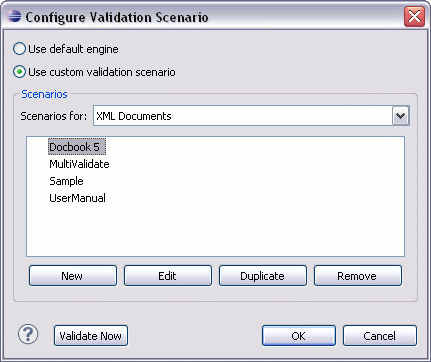 Configure Validation Scenario
Use default engine
Use custom validation scenario
Scenarios
Scenarios for: XML Documents
Docbook 5
MultiValidate
Sample
UserManual
New Edit Duplicate Remove
? Validate Now OK Cancel